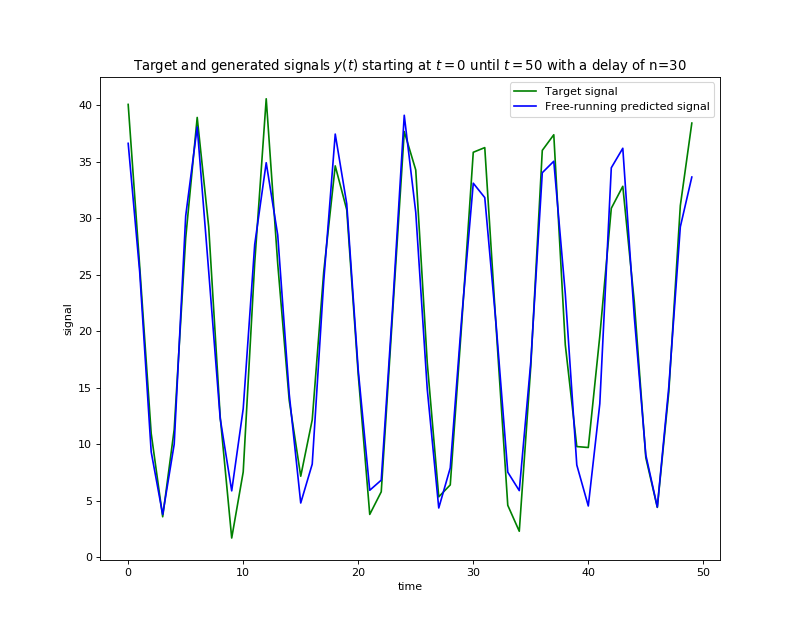 Target and generated signals y(t) starting at t = 0 until t = 50 with a delay of n=30
Target signal
Free-running predicted signal
40
35
30
25
20
15
10
5
0
signal
0 10 20 30 40 50
time